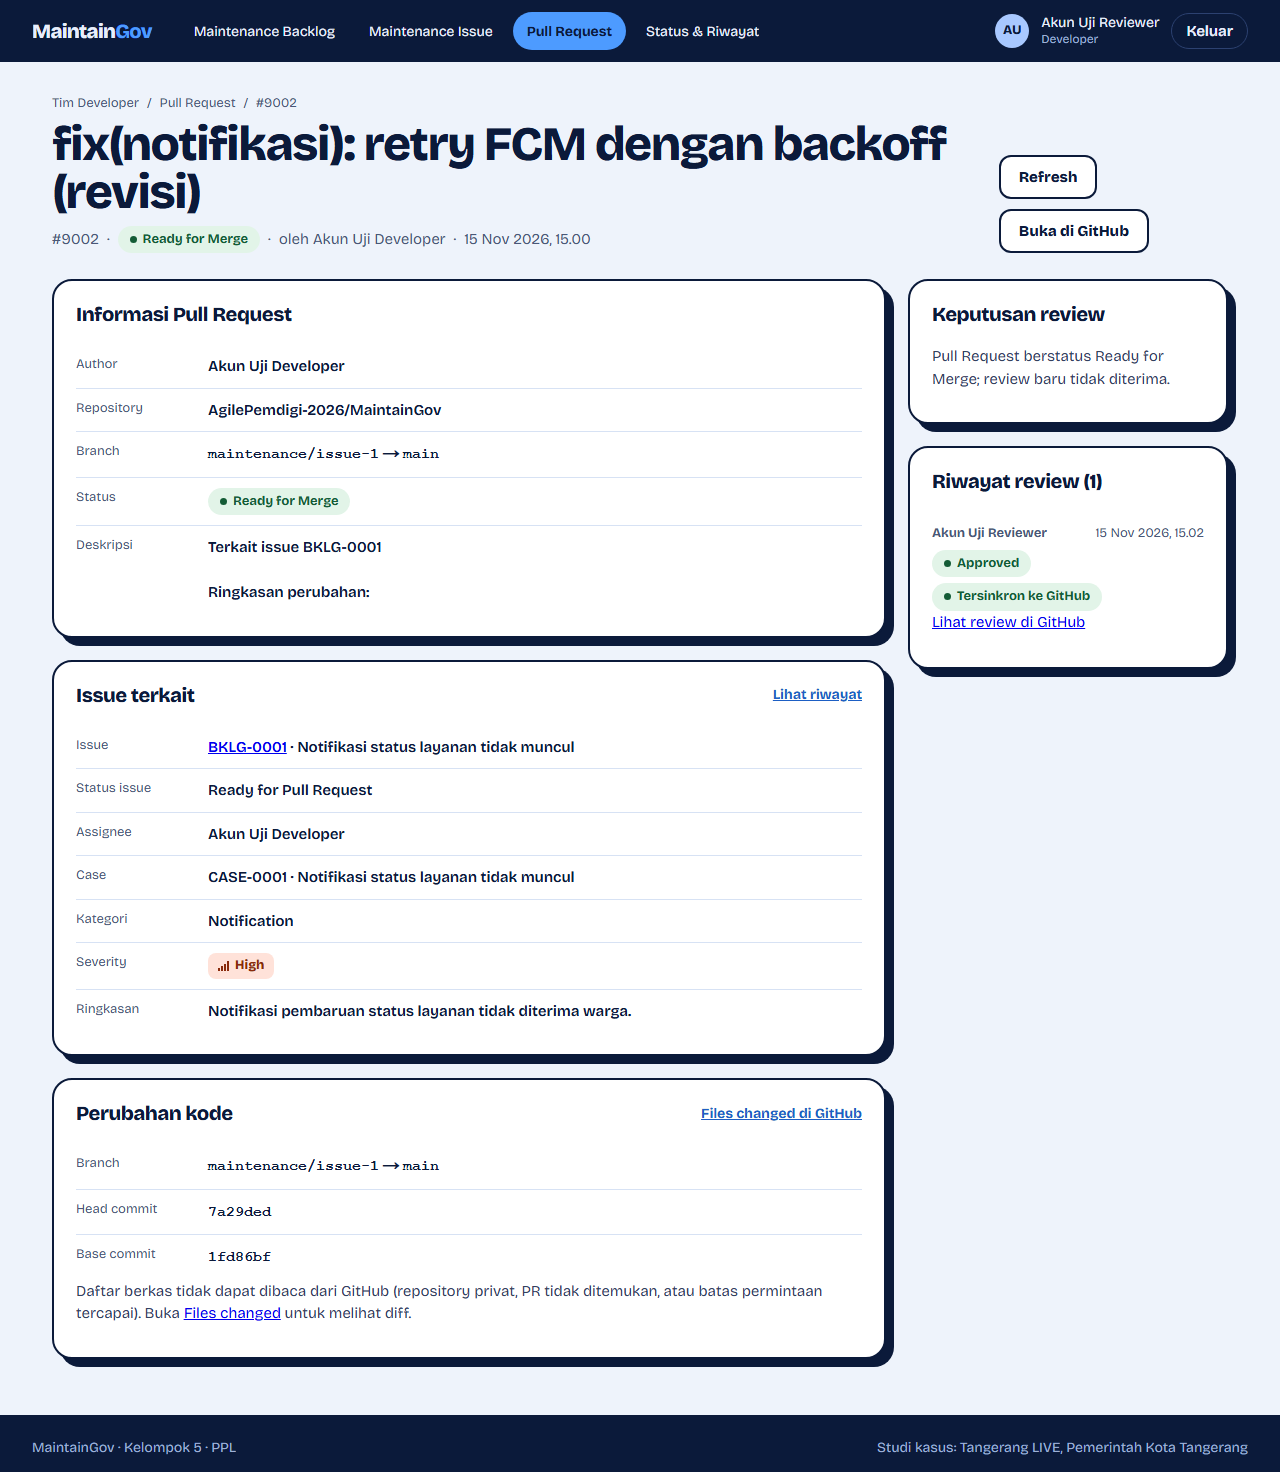 MaintainGov
Maintenance Backlog
Maintenance Issue
Pull Request
Status & Riwayat
AU
Akun Uji Reviewer
Developer
Keluar
Tim Developer / Pull Request / #9002
fix(notifikasi): retry FCM dengan backoff
(revisi)
#9002 · Ready for Merge · oleh Akun Uji Developer · 15 Nov 2026, 15.00
Refresh
Buka di GitHub
Informasi Pull Request
Author Akun Uji Developer
Repository AgilePemdigi-2026/MaintainGov
Branch maintenance/issue-1 → main
Status Ready for Merge
Deskripsi Terkait issue BKLG-0001
Ringkasan perubahan:
Keputusan review
Pull Request berstatus Ready for
Merge; review baru tidak diterima.
Riwayat review (1)
Akun Uji Reviewer 15 Nov 2026, 15.02
Approved
Tersinkron ke GitHub
Lihat review di GitHub
Issue terkait Lihat riwayat
Issue BKLG-0001 · Notifikasi status layanan tidak muncul
Status issue Ready for Pull Request
Assignee Akun Uji Developer
Case CASE-0001 · Notifikasi status layanan tidak muncul
Kategori Notification
Severity High
Ringkasan Notifikasi pembaruan status layanan tidak diterima warga.
Perubahan kode Files changed di GitHub
Branch maintenance/issue-1 → main
Head commit 7a29ded
Base commit 1fd86bf
Daftar berkas tidak dapat dibaca dari GitHub (repository privat, PR tidak ditemukan, atau batas permintaan
tercapai). Buka Files changed untuk melihat diff.
MaintainGov · Kelompok 5 · PPL
Studi kasus: Tangerang LIVE, Pemerintah Kota Tangerang